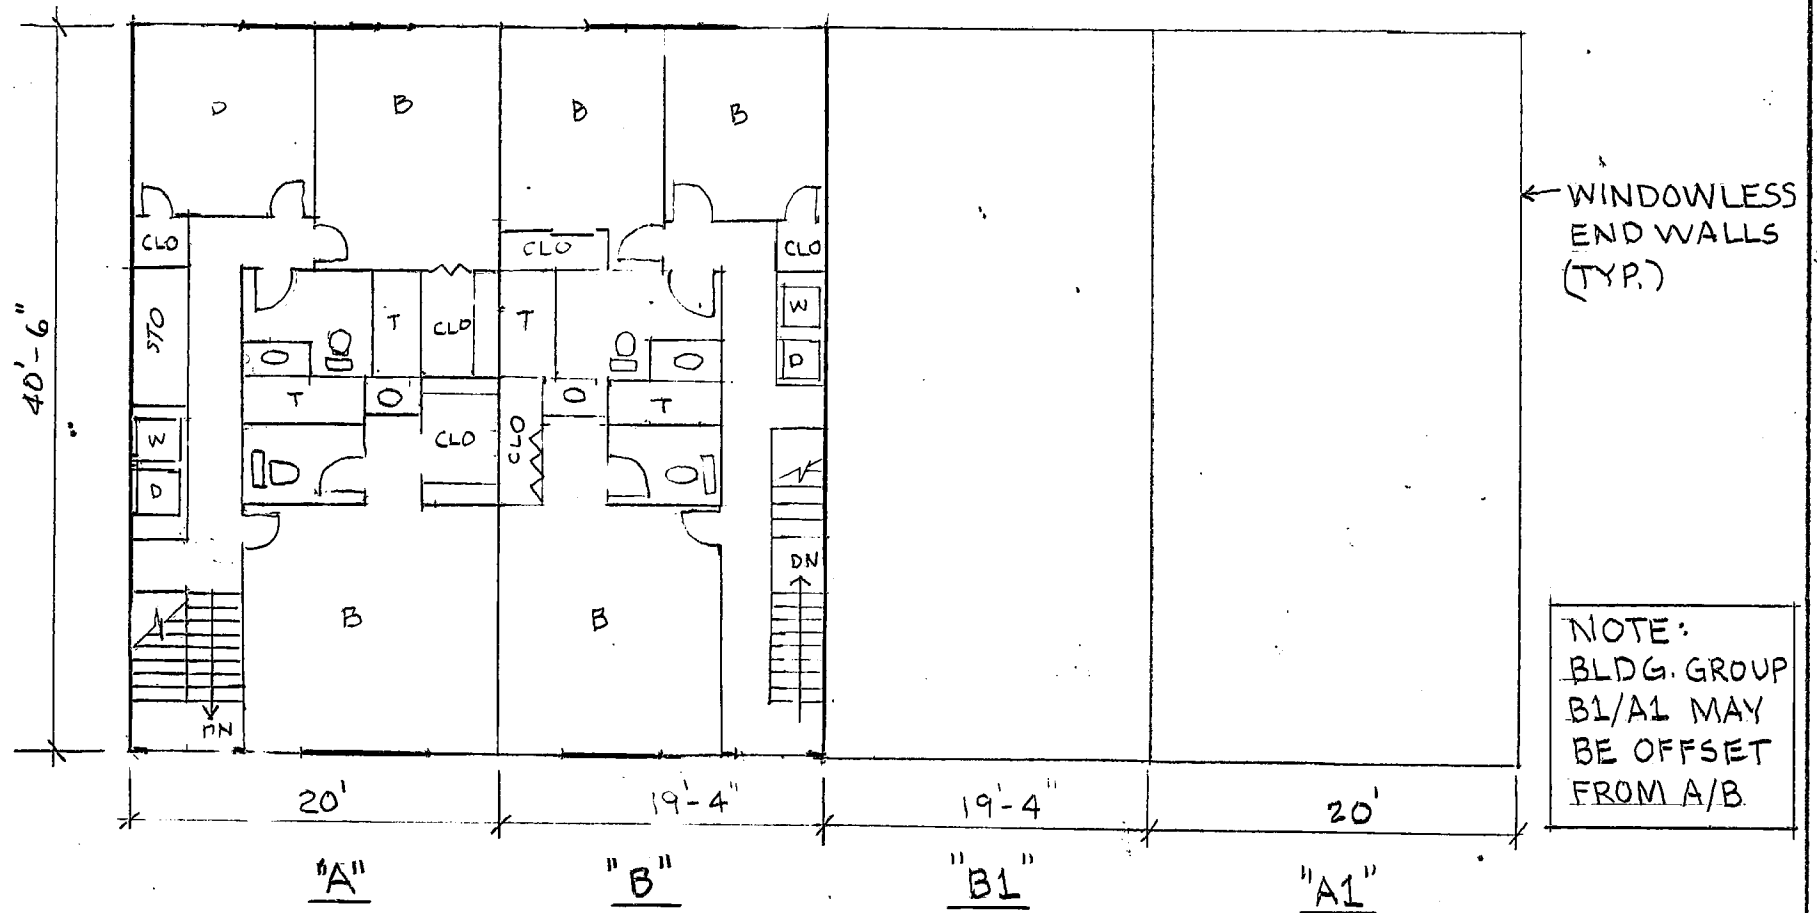 D
B
B
B
CLO
CLO
CLO
STO
T
CLO
T
W
D
T
CLO
CLO
T
W
D
B
B
DN
DN
40'-6"
WINDOWLESS
END WALLS
(TYP.)
NOTE:
BLDG. GROUP
B1/A1 MAY
BE OFFSET
FROM A/B
20'
19'-4"
19'-4"
20'
"A"
"B"
"B1"
"A1"